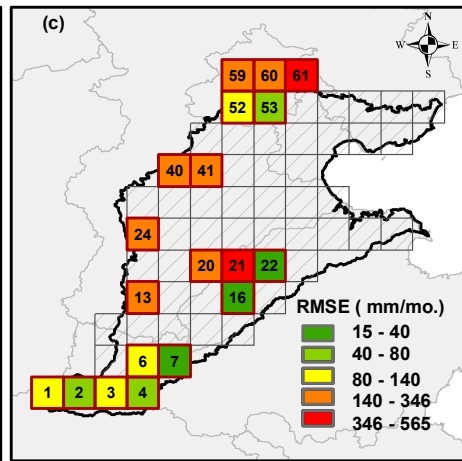 (c)
N
W E
S
59 60 61
52 53
40 41
24
20 21 22
13 16
RMSE ( mm/mo.)
15 - 40
40 - 80
80 - 140
140 - 346
346 - 565
6 7
1 2 3 4